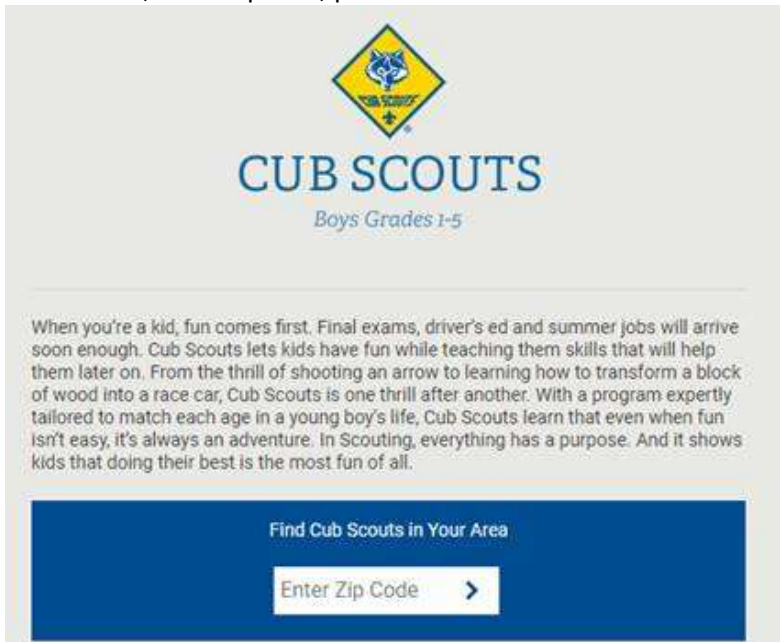 CUB SCOUTS
CUB SCOUTS
Boys Grades 1-5
When you're a kid, fun comes first. Final exams, driver's ed and summer jobs will arrive
soon enough. Cub Scouts lets kids have fun while teaching them skills that will help
them later on. From the thrill of shooting an arrow to learning how to transform a block
of wood into a race car, Cub Scouts is one thrill after another. With a program expertly
tailored to match each age in a young boy's life, Cub Scouts learn that even when fun
isn't easy, it's always an adventure. In Scouting, everything has a purpose. And it shows
kids that doing their best is the most fun of all.
Find Cub Scouts in Your Area
Enter Zip Code